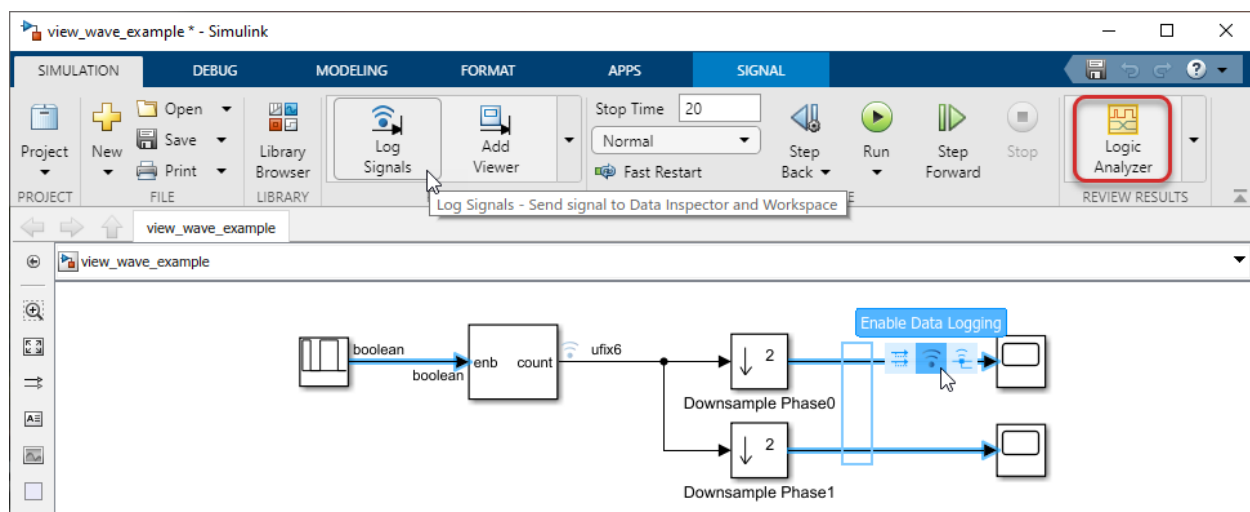 view_wave_example * - Simulink
SIMULATION DEBUG MODELING FORMAT APPS SIGNAL
?
Project
New
Open
Save
Print
Library
Browser
Log
Signals
Add
Viewer
Stop Time 20
Normal
Fast Restart
Step
Back
Run
Step
Forward
Stop
Logic
Analyzer
PROJECT FILE LIBRARY REVIEW RESULTS
Log Signals - Send signal to Data Inspector and Workspace
view_wave_example
view_wave_example
Enable Data Logging
boolean
boolean
enb count
ufix6
2
Downsample Phase0
2
Downsample Phase1